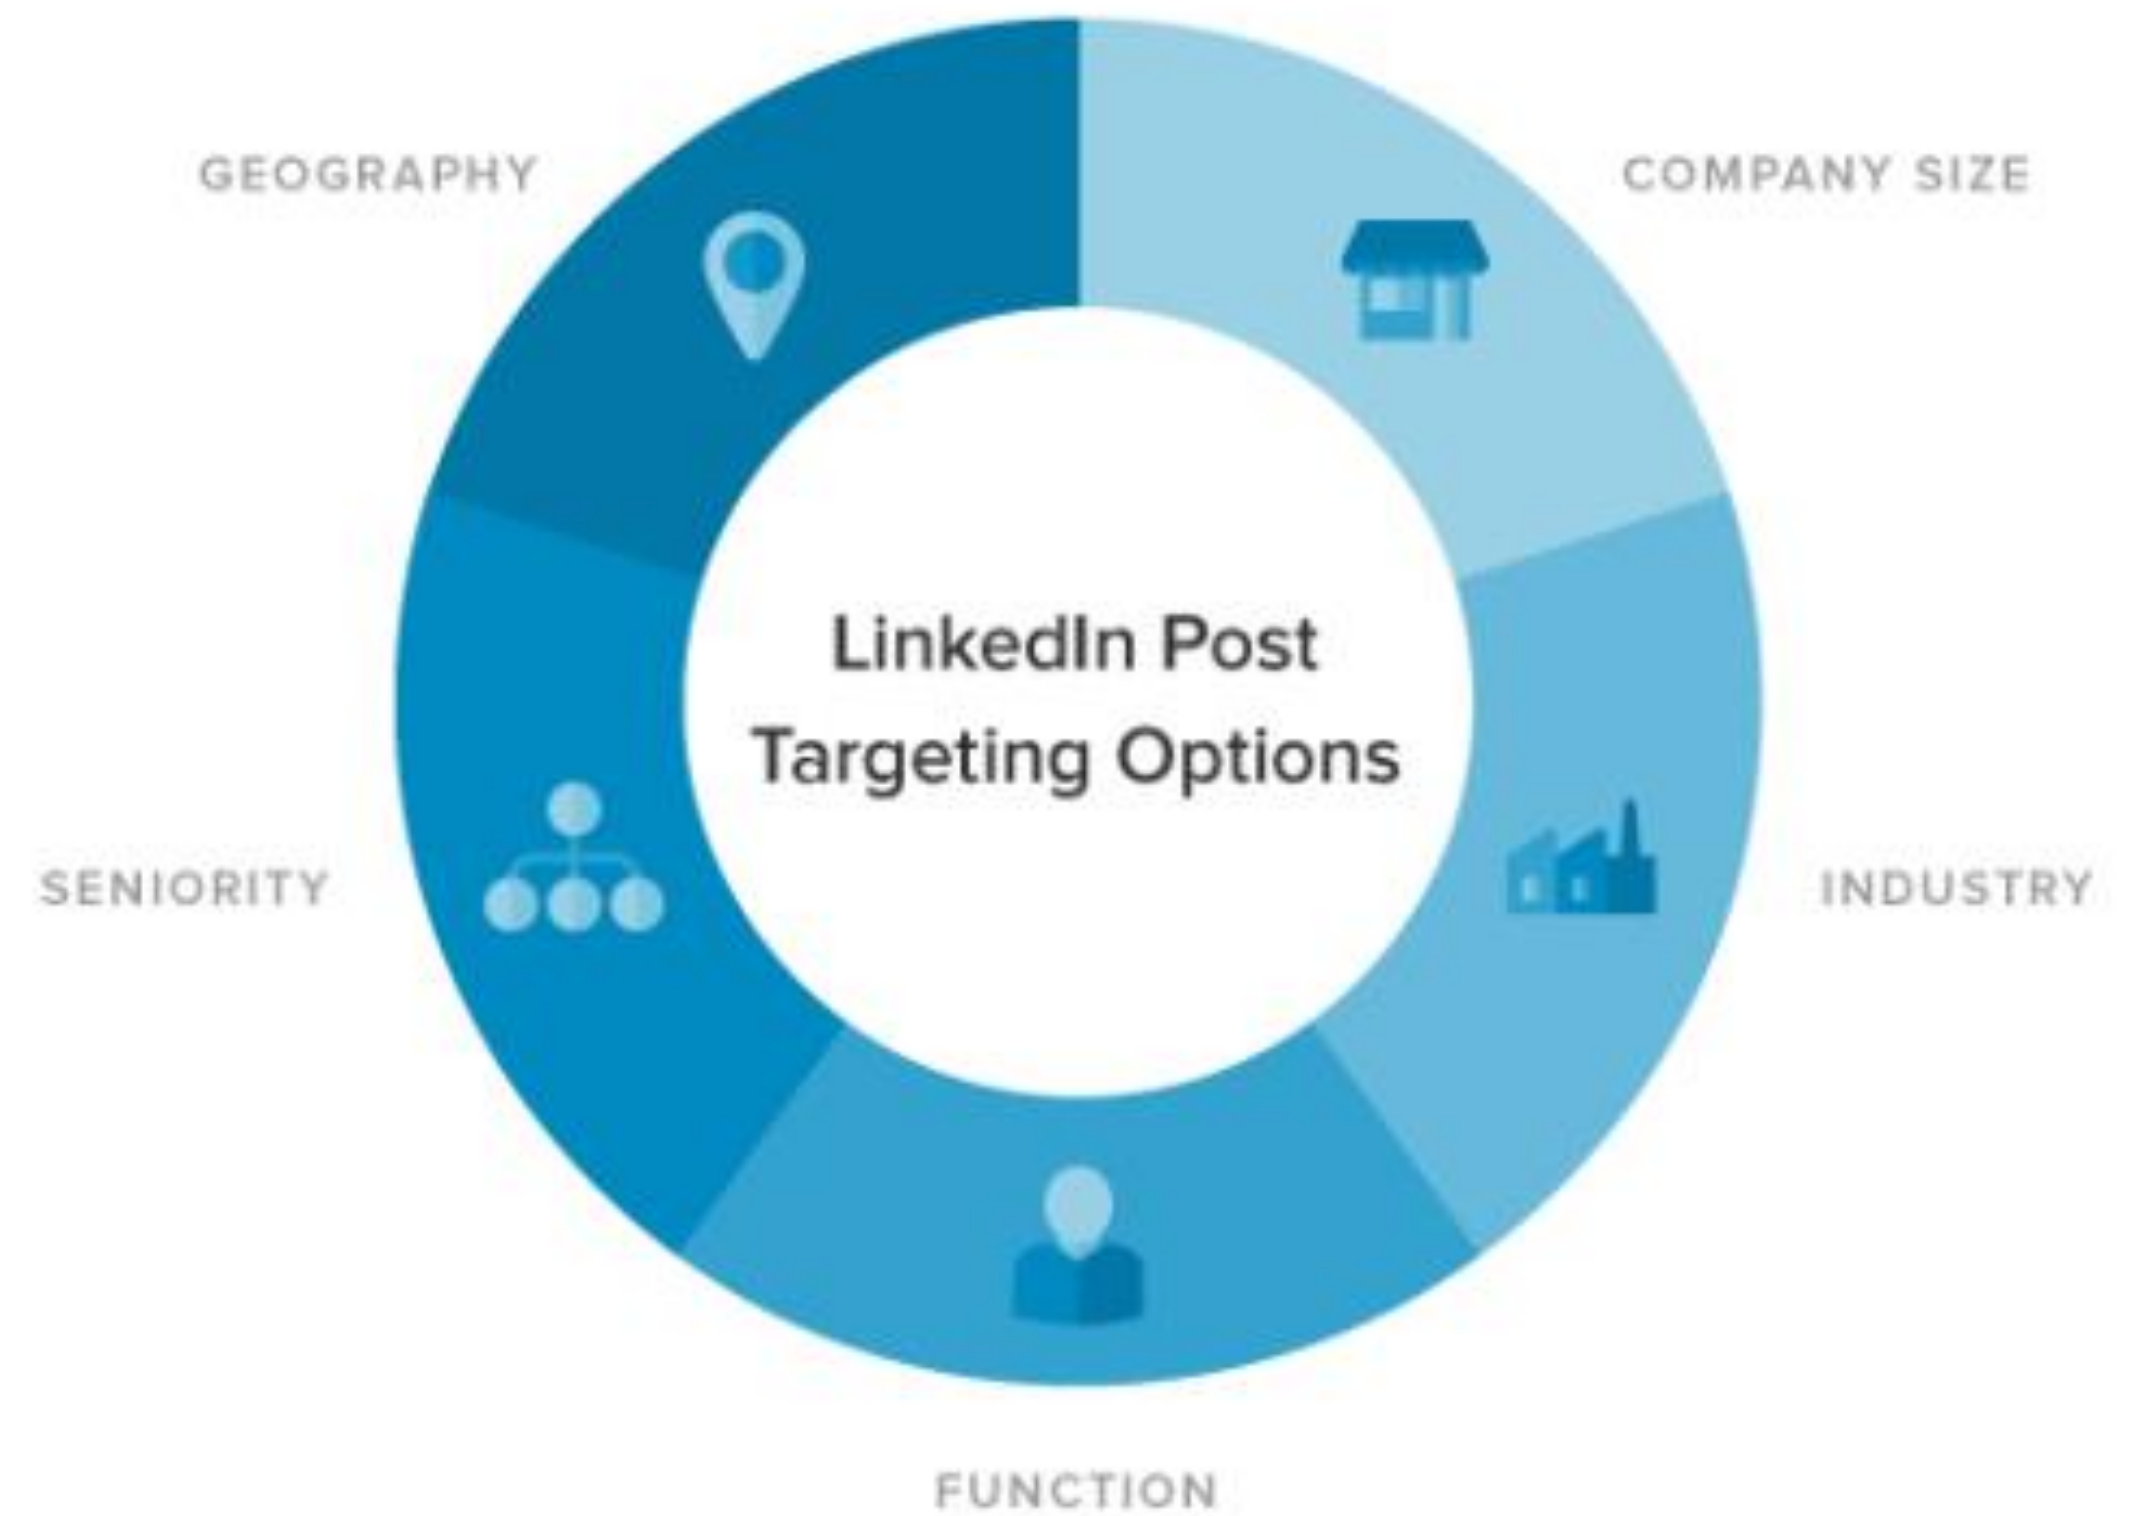 GEOGRAPHY
COMPANY SIZE
LinkedIn Post
Targeting Options
SENIORITY
INDUSTRY
FUNCTION